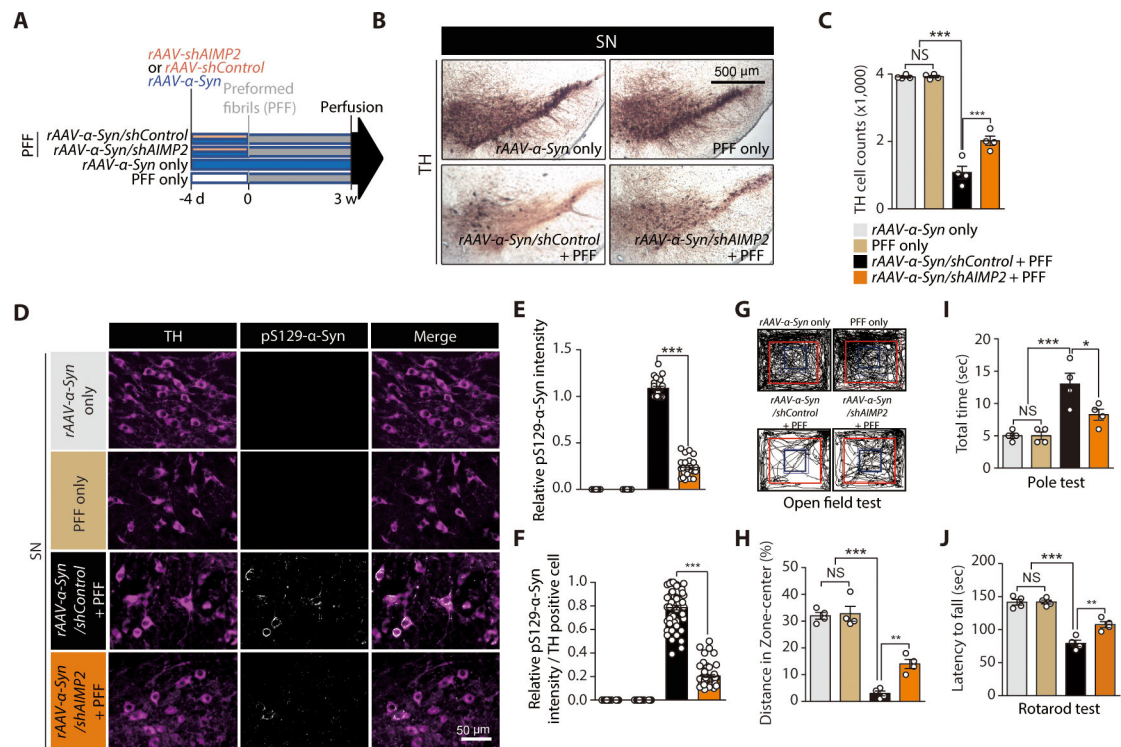 A
rAAV-shAIMP2
or rAAV-shControl
rAAV-α-Syn
Preformed
fibrils (PFF)
Perfusion
PFF
rAAV-α-Syn/shControl
rAAV-α-Syn/shAIMP2
rAAV-α-Syn only
PFF only
-4 d
0
3 w
B
SN
TH
500 µm
rAAV-α-Syn only
PFF only
rAAV-α-Syn/shControl
+ PFF
rAAV-α-Syn/shAIMP2
+ PFF
C
TH cell counts (x1,000)
4
2
0
NS
***
***
rAAV-α-Syn only
PFF only
rAAV-α-Syn/shControl + PFF
rAAV-α-Syn/shAIMP2 + PFF
D
TH
pS129-α-Syn
Merge
SN
rAAV-α-Syn
only
PFF only
rAAV-α-Syn
/shControl
+ PFF
rAAV-α-Syn
/shAIMP2
+ PFF
50 µm
E
Relative pS129-α-Syn intensity
1.5
1.0
0.5
0
***
F
Relative pS129-α-Syn
intensity / TH positive cell
1.0
0.8
0.6
0.4
0.2
0
***
G
rAAV-α-Syn only
PFF only
rAAV-α-Syn
/shControl
+ PFF
rAAV-α-Syn
/shAIMP2
+ PFF
Open field test
H
Distance in Zone-center (%)
50
40
30
20
10
0
NS
***
**
I
Total time (sec)
20
15
10
5
0
NS
***
*
Pole test
J
Latency to fall (sec)
200
150
100
50
0
NS
***
**
Rotarod test